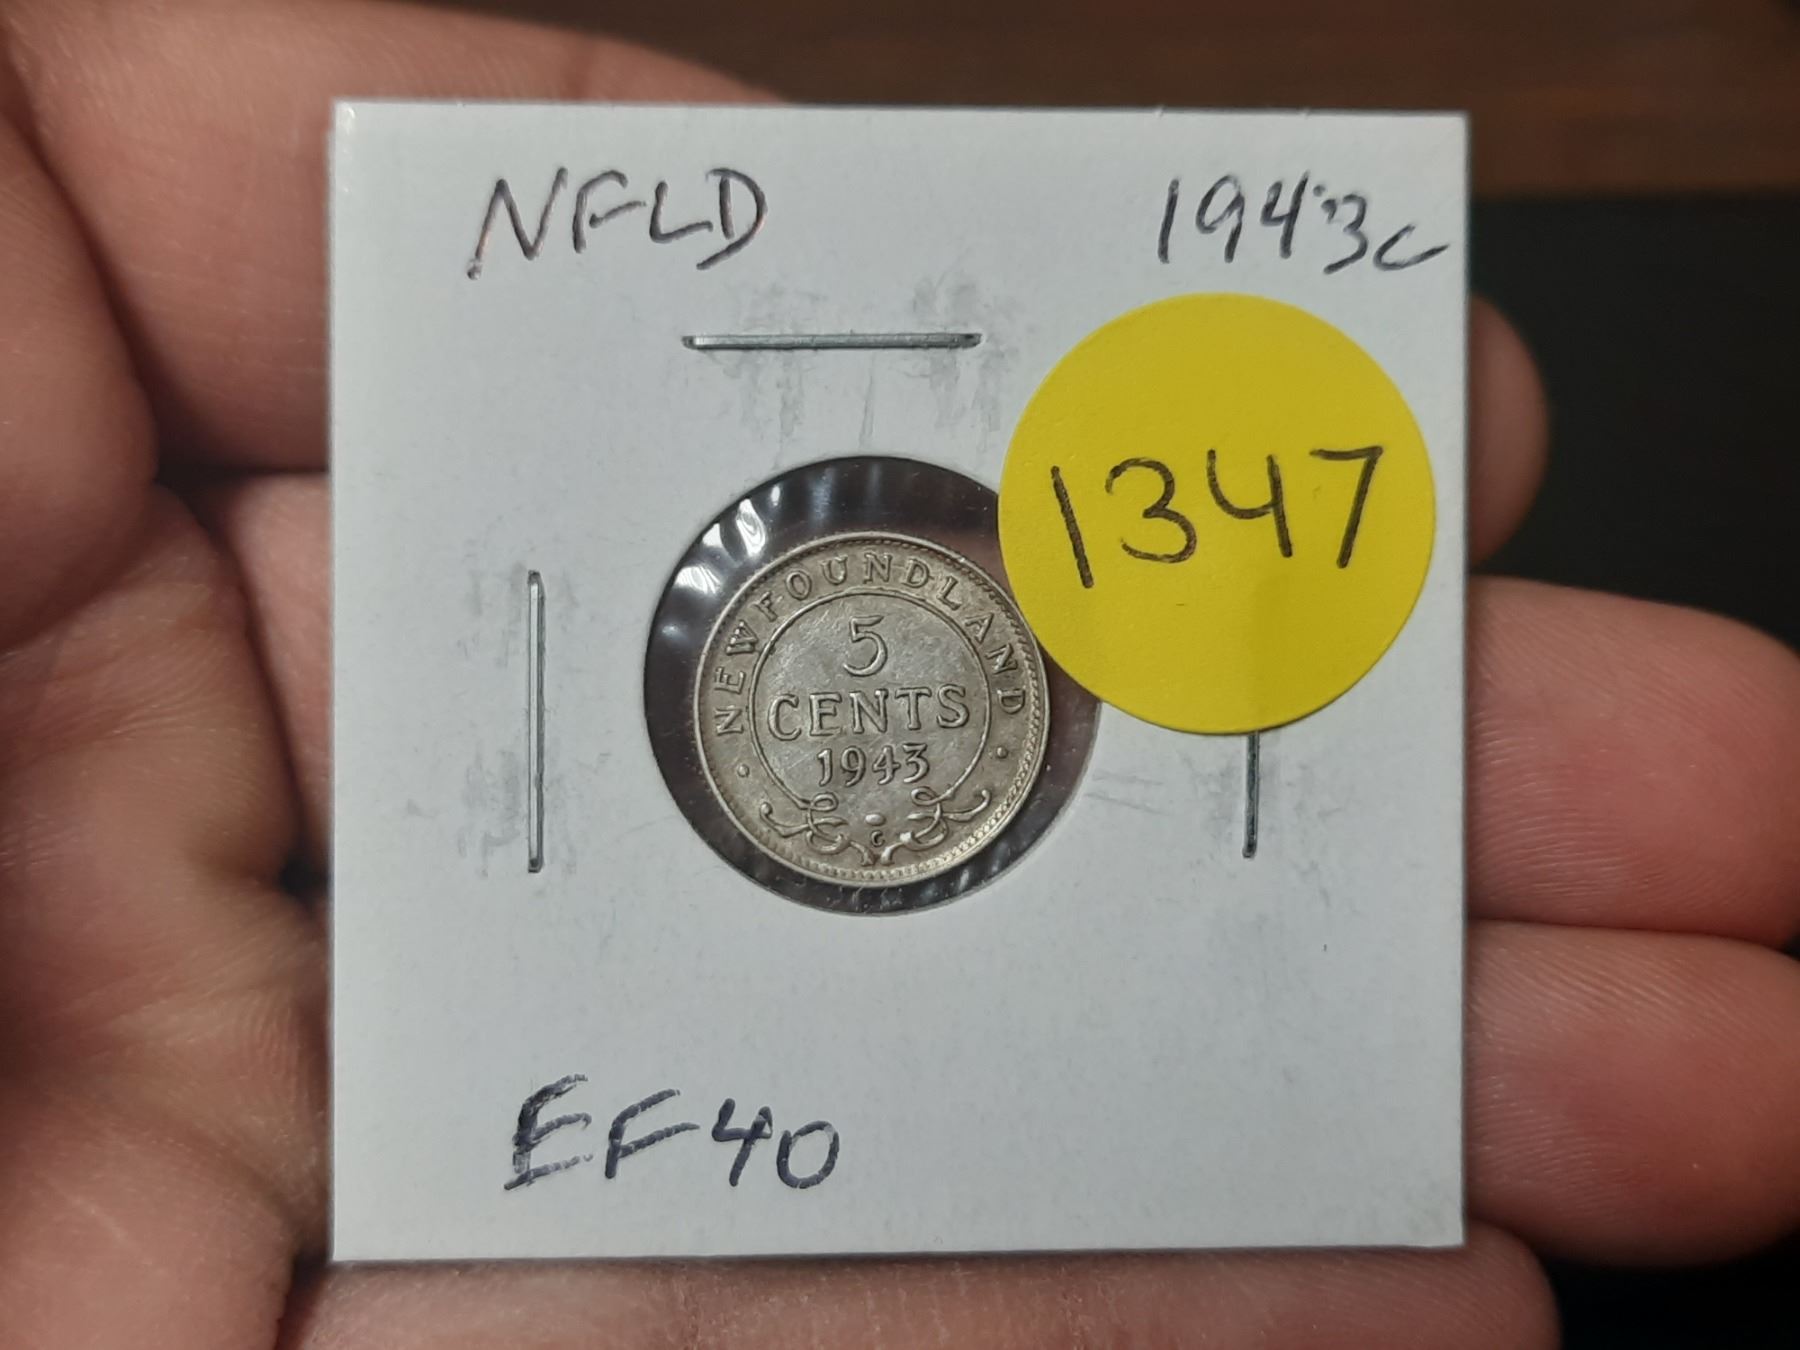 NFLD 1943c
1347
NEWFOUNDLAND
5
CENTS
1943
C
EF40